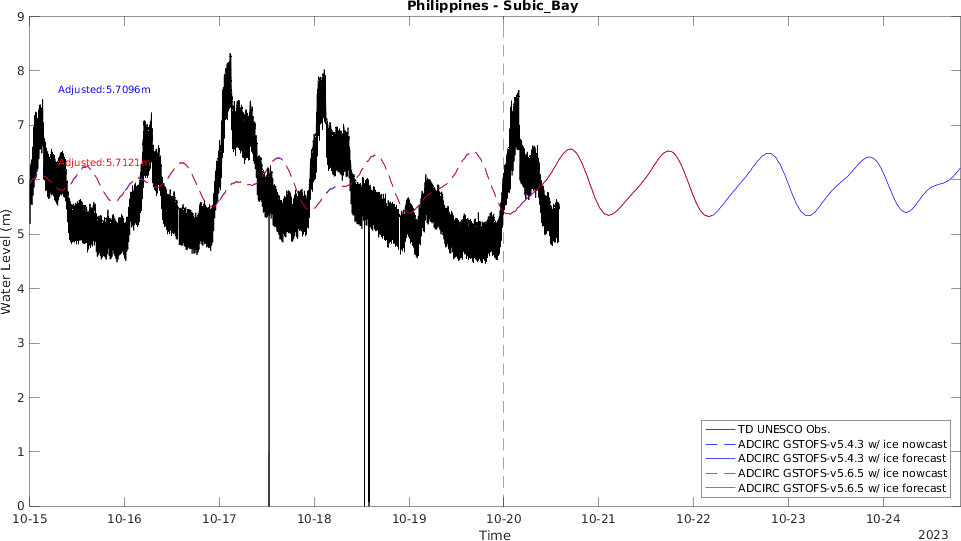 Philippines - Subic_Bay
9
8
7
6
5
4
3
2
1
0
Water Level (m)
Adjusted:5.7096m
Adjusted:5.7121m
TD UNESCO Obs.
ADCIRC GSTOFS-v5.4.3 w/ ice nowcast
ADCIRC GSTOFS-v5.4.3 w/ ice forecast
ADCIRC GSTOFS-v5.6.5 w/ ice nowcast
ADCIRC GSTOFS-v5.6.5 w/ ice forecast
10-15 10-16 10-17 10-18 10-19 10-20 10-21 10-22 10-23 10-24
Time
2023